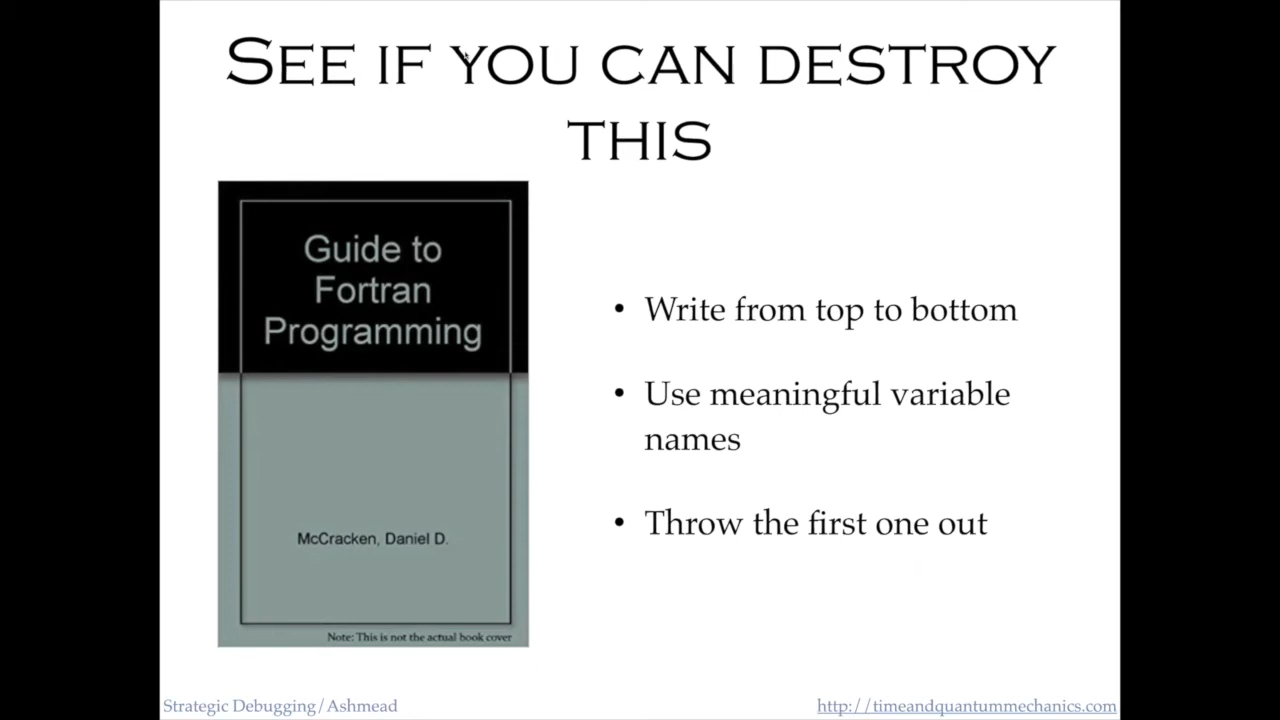 SEE IF YOU CAN DESTROY
THIS
Guide to
Fortran
Programming
McCracken, Daniel D.
Note: This is not the actual book cover
• Write from top to bottom
• Use meaningful variable
names
• Throw the first one out
Strategic Debugging/Ashmead
http://timeandquantummechanics.com